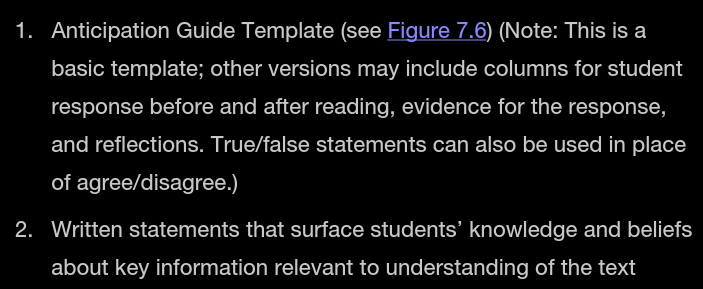 1. Anticipation Guide Template (see Figure 7.6) (Note: This is a
basic template; other versions may include columns for student
response before and after reading, evidence for the response,
and reflections. True/false statements can also be used in place
of agree/disagree.)
2. Written statements that surface students’ knowledge and beliefs
about key information relevant to understanding of the text